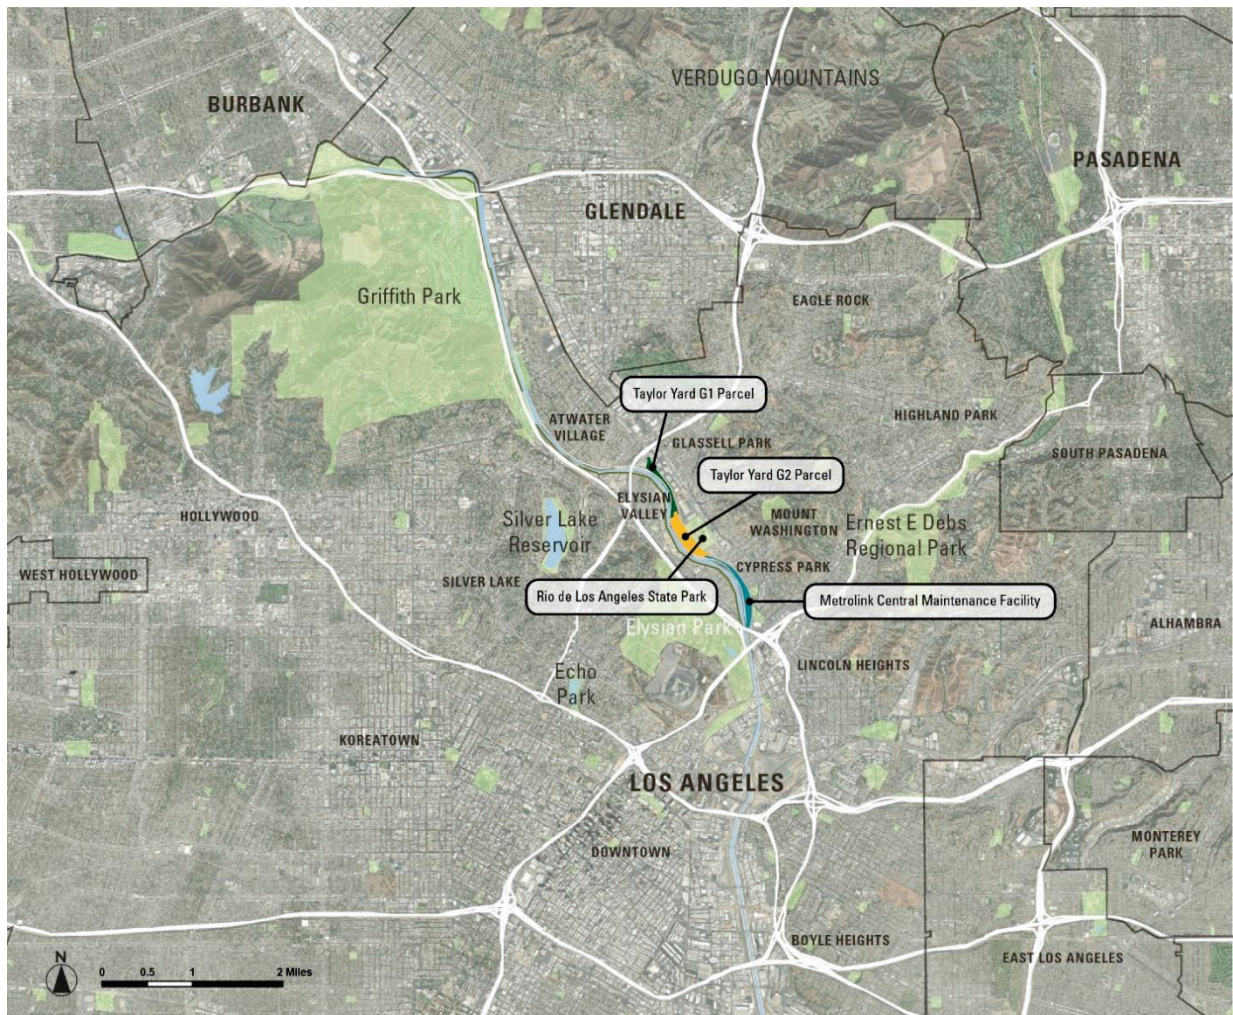 VERDUGO MOUNTAINS
BURBANK
PASADENA
GLENDALE
Griffith Park
EAGLE ROCK
Taylor Yard G1 Parcel
ATWATER
VILLAGE
HIGHLAND PARK
GLASSELL PARK
SOUTH PASADENA
Taylor Yard G2 Parcel
ELYSIAN
VALLEY
HOLLYWOOD
Silver Lake
Reservoir
MOUNT
WASHINGTON
Ernest E Debs
Regional Park
WEST HOLLYWOOD
SILVER LAKE
CYPRESS PARK
Rio de Los Angeles State Park
Metrolink Central Maintenance Facility
Elysian Park
ALHAMBRA
LINCOLN HEIGHTS
Echo
Park
KOREATOWN
LOS ANGELES
MONTEREY
PARK
DOWNTOWN
BOYLE HEIGHTS
EAST LOS ANGELES
N
0 0.5 1 2 Miles